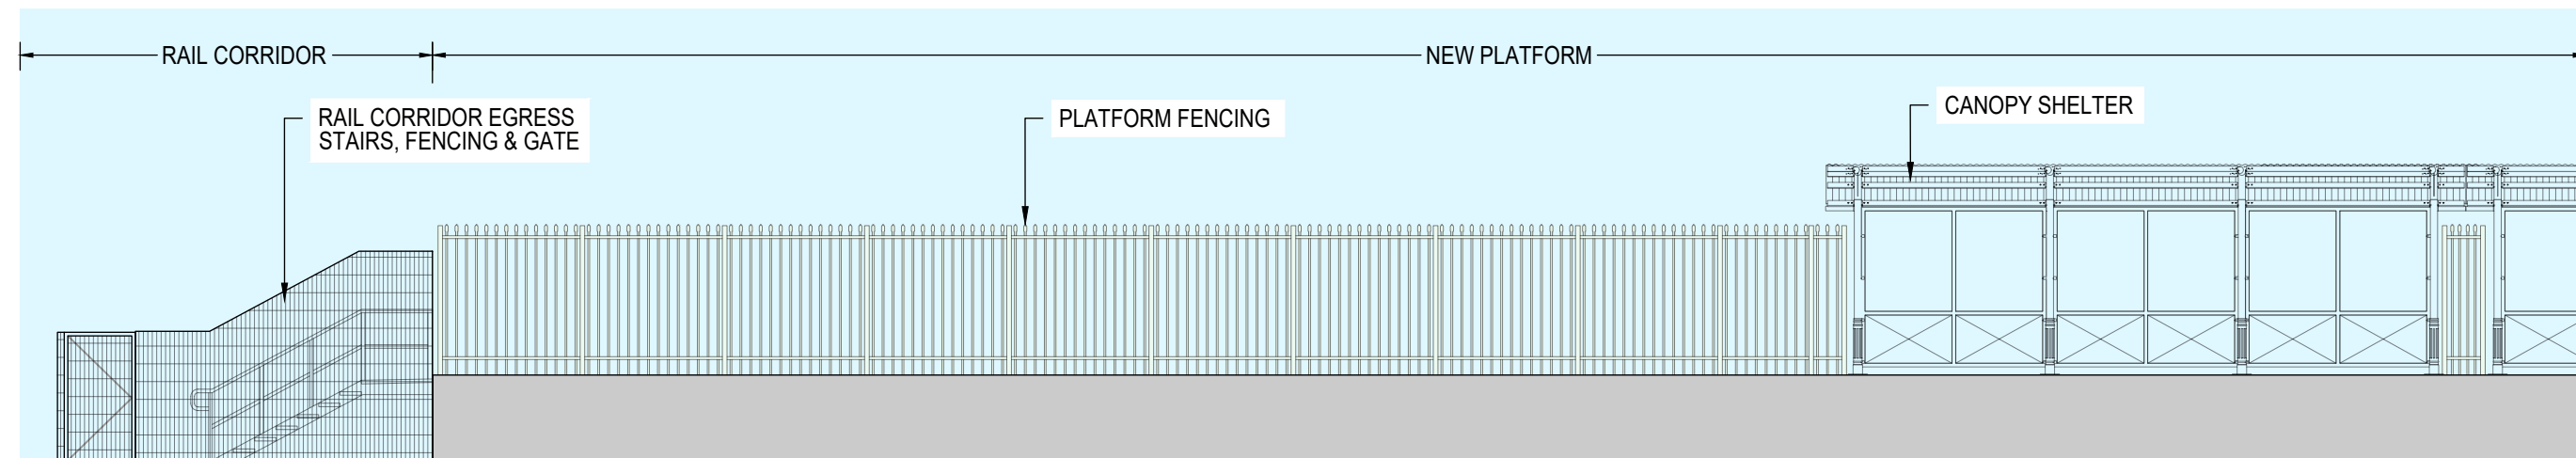 RAIL CORRIDOR
NEW PLATFORM
RAIL CORRIDOR EGRESS
STAIRS, FENCING & GATE
PLATFORM FENCING
CANOPY SHELTER